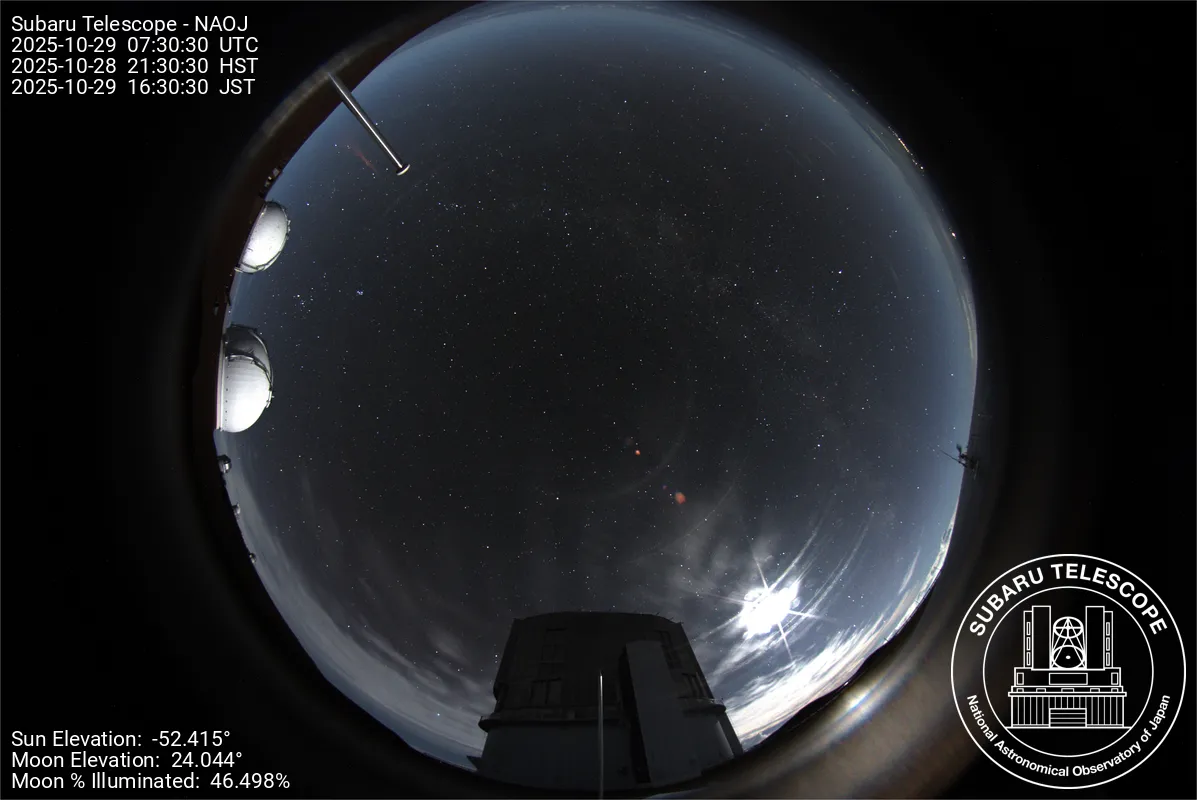 Subaru Telescope - NAOJ
2025-10-29 07:30:30 UTC
2025-10-28 21:30:30 HST
2025-10-29 16:30:30 JST
SUBARU TELESCOPE
National Astronomical Observatory of Japan
Sun Elevation: -52.415°
Moon Elevation: 24.044°
Moon % Illuminated: 46.498%